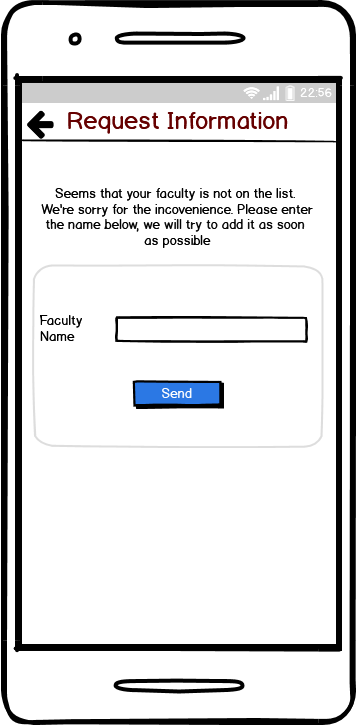 22:56
Request Information
Seems that your faculty is not on the list.
We're sorry for the incovenience. Please enter
the name below, we will try to add it as soon
as possible
Faculty
Name
Send